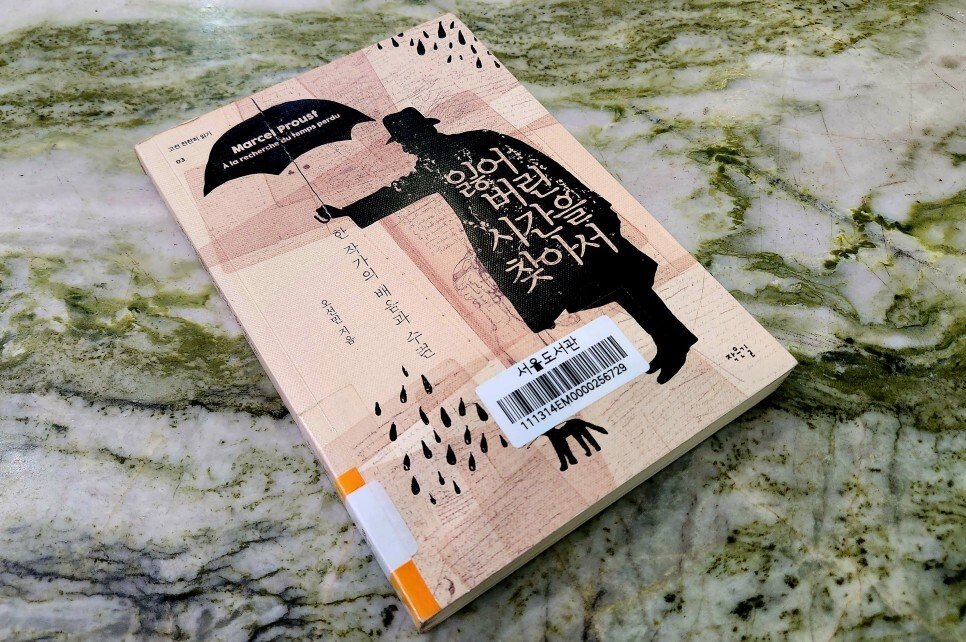 고전 찬찬히 읽기
03
Marcel Proust
À la recherche du temps perdu
잃어
버린
시간을
찾아서
한 작가의 배움과 수련
오선민 지음
서울도서관
111314EM0000256729
작은길